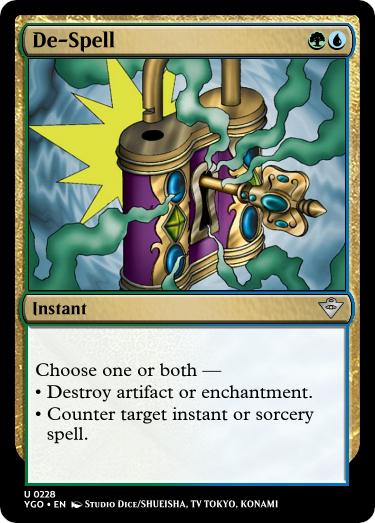 De-Spell
Instant
Choose one or both —
• Destroy artifact or enchantment.
• Counter target instant or sorcery
spell.
U 0228
YGO • EN Studio Dice/SHUEISHA, TV TOKYO, KONAMI